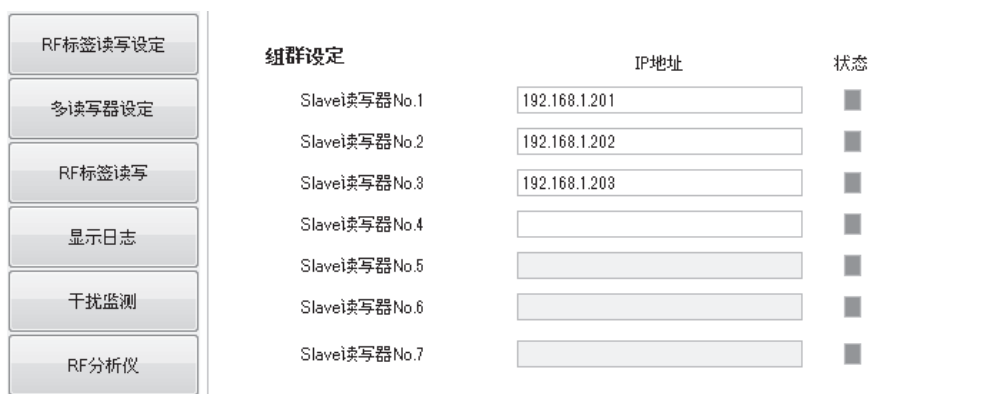 RF标签读写设定
多读写器设定
RF标签读写
显示日志
干扰监测
RF分析仪
组群设定
IP地址 状态
Slave读写器No.1 192.168.1.201
Slave读写器No.2 192.168.1.202
Slave读写器No.3 192.168.1.203
Slave读写器No.4
Slave读写器No.5
Slave读写器No.6
Slave读写器No.7